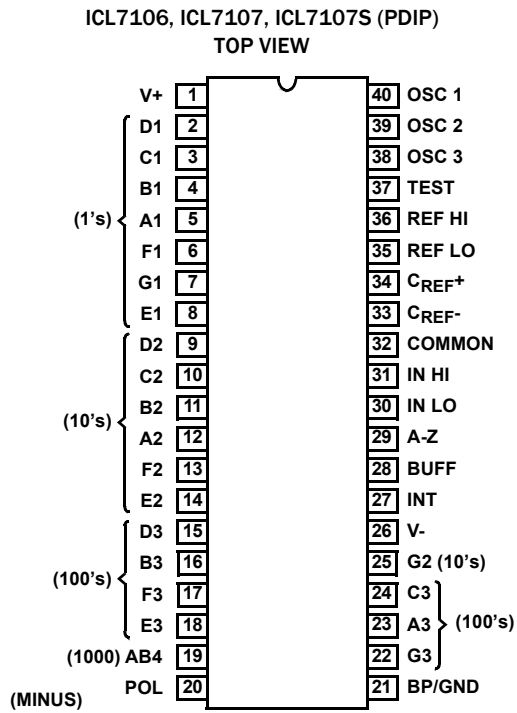 ICL7106, ICL7107, ICL7107S (PDIP)
TOP VIEW
V+ 1 40 OSC 1
D1 2 39 OSC 2
C1 3 38 OSC 3
B1 4 37 TEST
(1's) A1 5 36 REF HI
F1 6 35 REF LO
G1 7 34 CREF+
E1 8 33 CREF-
D2 9 32 COMMON
C2 10 31 IN HI
B2 11 30 IN LO
(10's) A2 12 29 A-Z
F2 13 28 BUFF
E2 14 27 INT
D3 15 26 V-
B3 16 25 G2 (10's)
(100's) F3 17 24 C3
E3 18 23 A3 (100's)
(1000) AB4 19 22 G3
(MINUS) POL 20 21 BP/GND